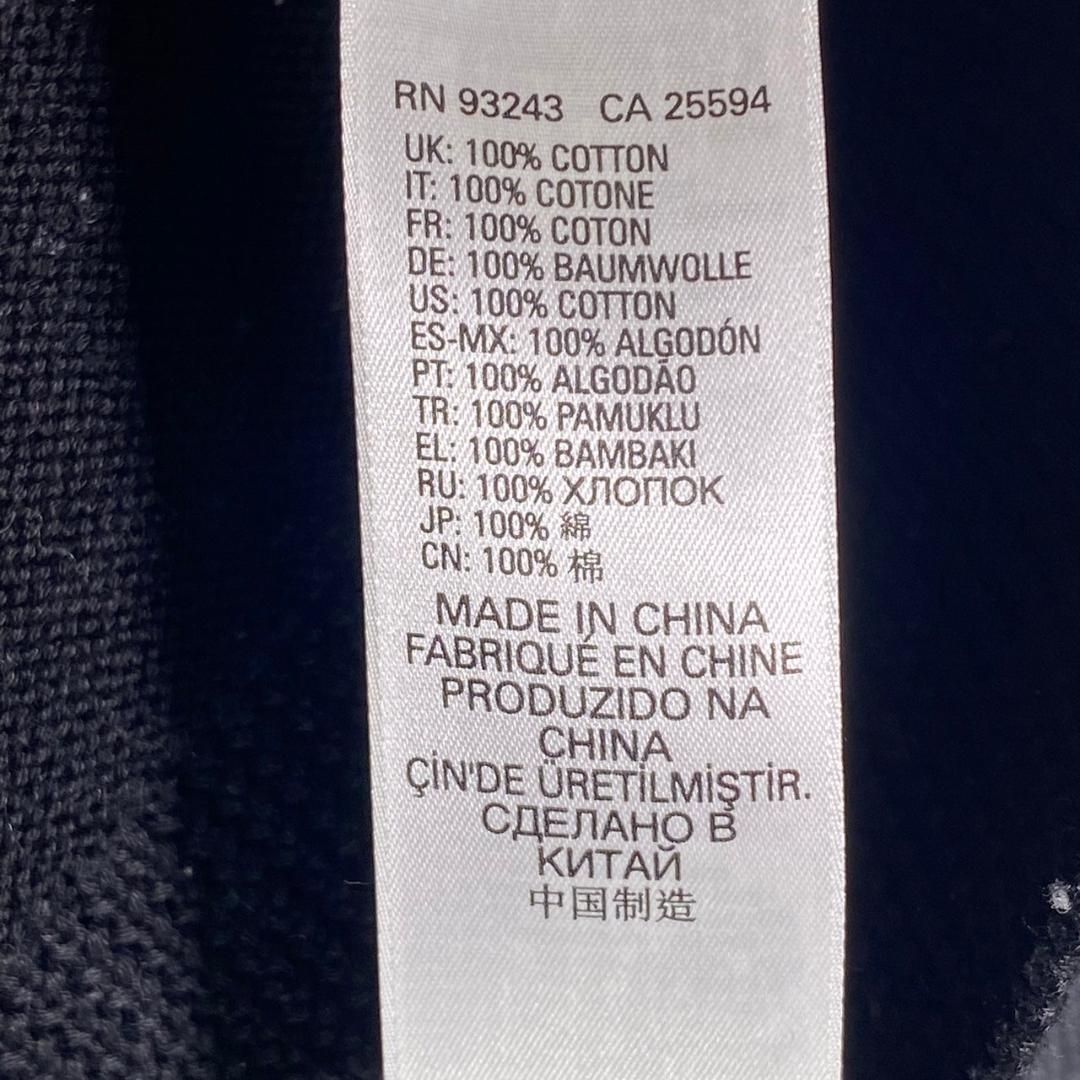 RN 93243 CA 25594
UK: 100% COTTON
IT: 100% COTONE
FR: 100% COTON
DE: 100% BAUMWOLLE
US: 100% COTTON
ES-MX: 100% ALGODÓN
PT: 100% ALGODÃO
TR: 100% PAMUKLU
EL: 100% BAMBAKI
RU: 100% ХЛОПОК
JP: 100% 綿
CN: 100% 棉
MADE IN CHINA
FABRIQUÉ EN CHINE
PRODUZIDO NA
CHINA
ÇİN'DE ÜRETİLMİŞTİR.
СДЕЛАНО В
КИТАЙ
中国制造